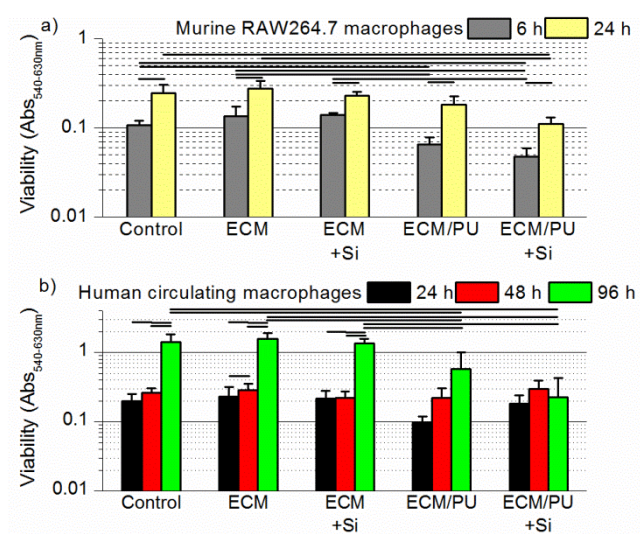 a) Murine RAW264.7 macrophages 6 h 24 h
Viability (Abs540-630nm)
1
0.1
0.01
Control ECM ECM ECM/PU ECM/PU
+Si +Si
b) Human circulating macrophages 24 h 48 h 96 h
Viability (Abs540-630nm)
1
0.1
0.01
Control ECM ECM ECM/PU ECM/PU
+Si +Si